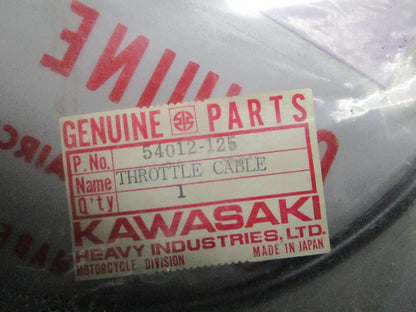 UINE
GENUINE PARTS
P.No. 54012-125
Name THROTTLE CABLE
Q'ty 1
KAWASAKI
HEAVY INDUSTRIES, LTD.
MOTORCYCLE DIVISION MADE IN JAPAN